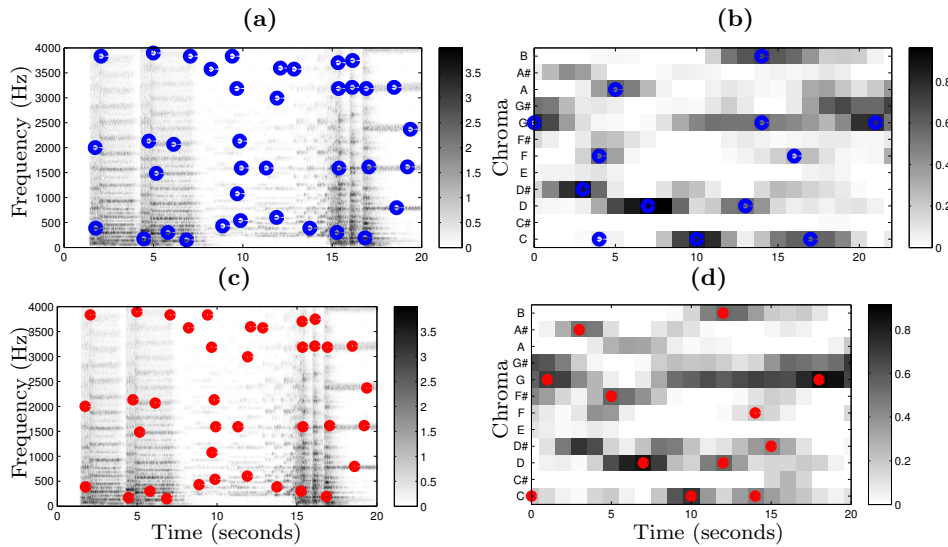 (a)
(b)
Frequency (Hz)
4000
3500
3000
2500
2000
1500
1000
500
0
0 5 10 15 20
3.5
3
2.5
2
1.5
1
0.5
0
Chroma
B
A#
A
G#
G
F#
F
E
D#
D
C#
C
0 5 10 15 20
0.8
0.6
0.4
0.2
0
(c)
(d)
Frequency (Hz)
4000
3500
3000
2500
2000
1500
1000
500
0
0 5 10 15 20
Time (seconds)
3.5
3
2.5
2
1.5
1
0.5
0
Chroma
B
A#
A
G#
G
F#
F
E
D#
D
C#
C
0 5 10 15 20
Time (seconds)
0.8
0.6
0.4
0.2
0